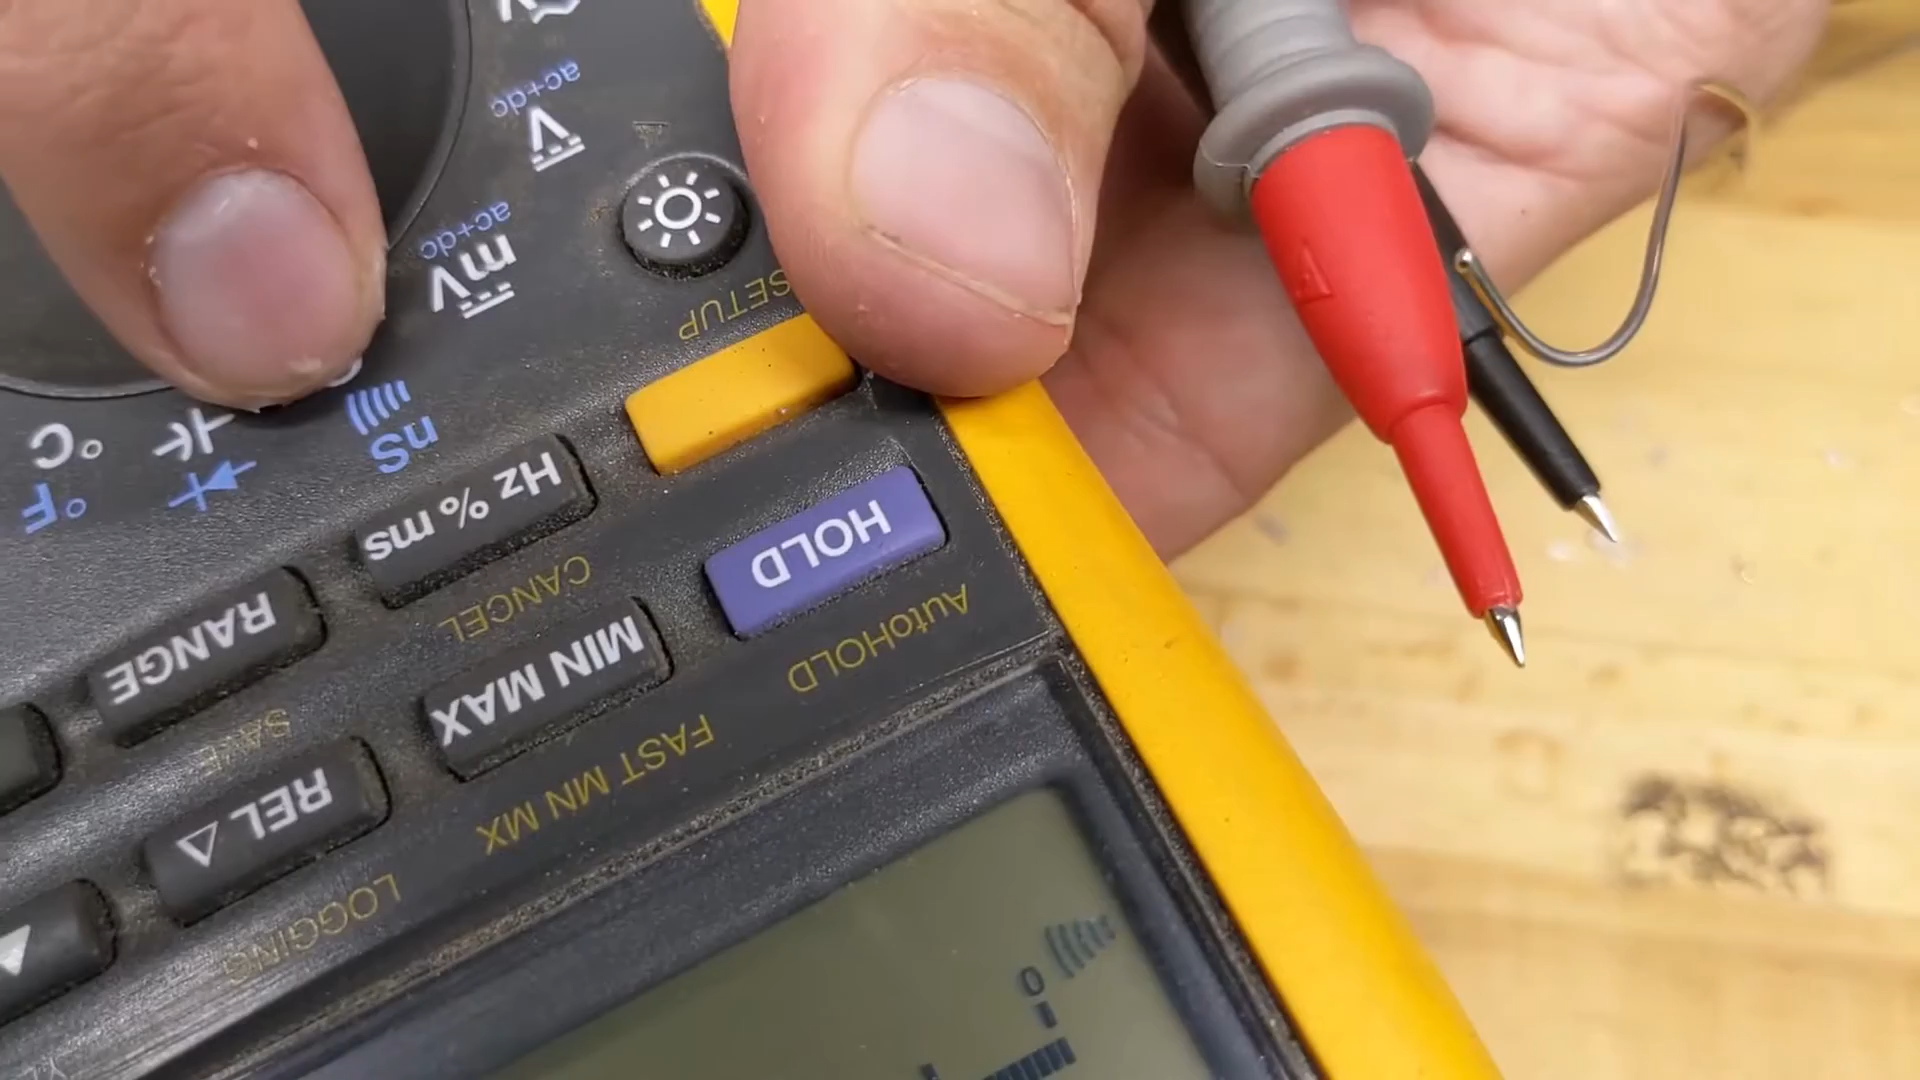 ac+dc
V
ac+dc
mV
SETUP
nS
°C
°F
Hz % ms
HOLD
CANCEL
AutoHOLD
RANGE
MIN MAX
SAVE
FAST MN MX
REL △
LOGGING
0